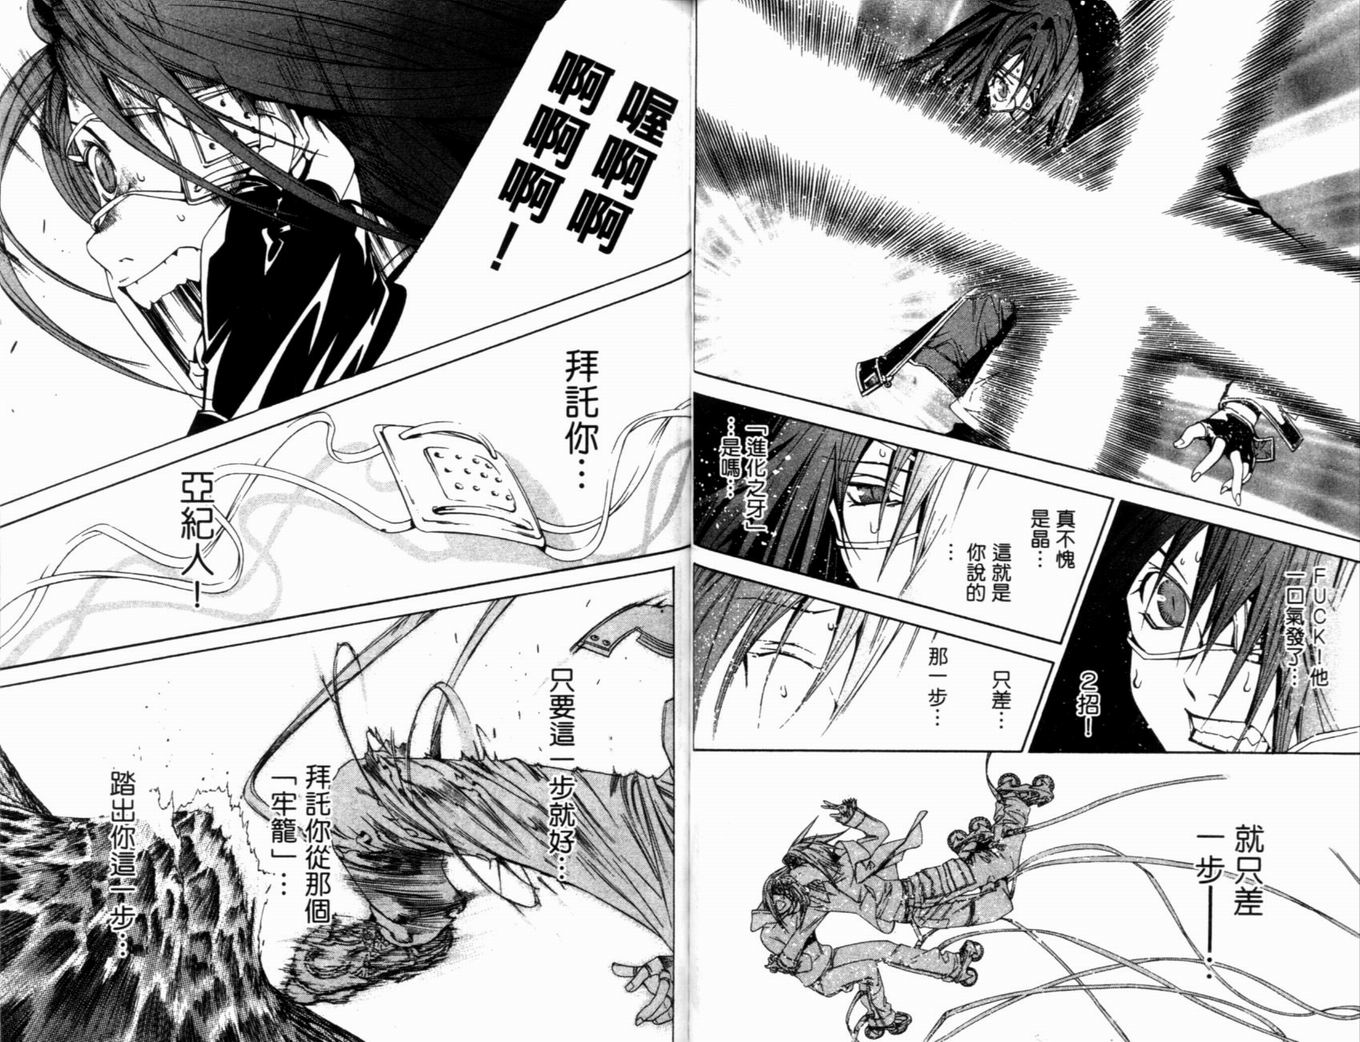 FUCK!他
一口氣發了…
2招！
真不愧
是晶…
這就是
你說的
…
「進化之牙」
…是嗎…
只差…
那一步…
就只差
一步——…
喔啊啊啊
啊啊啊啊！
拜託你…
亞紀人！
只要這一步就好…
拜託你從那個
「牢籠」…
踏出你這一步…